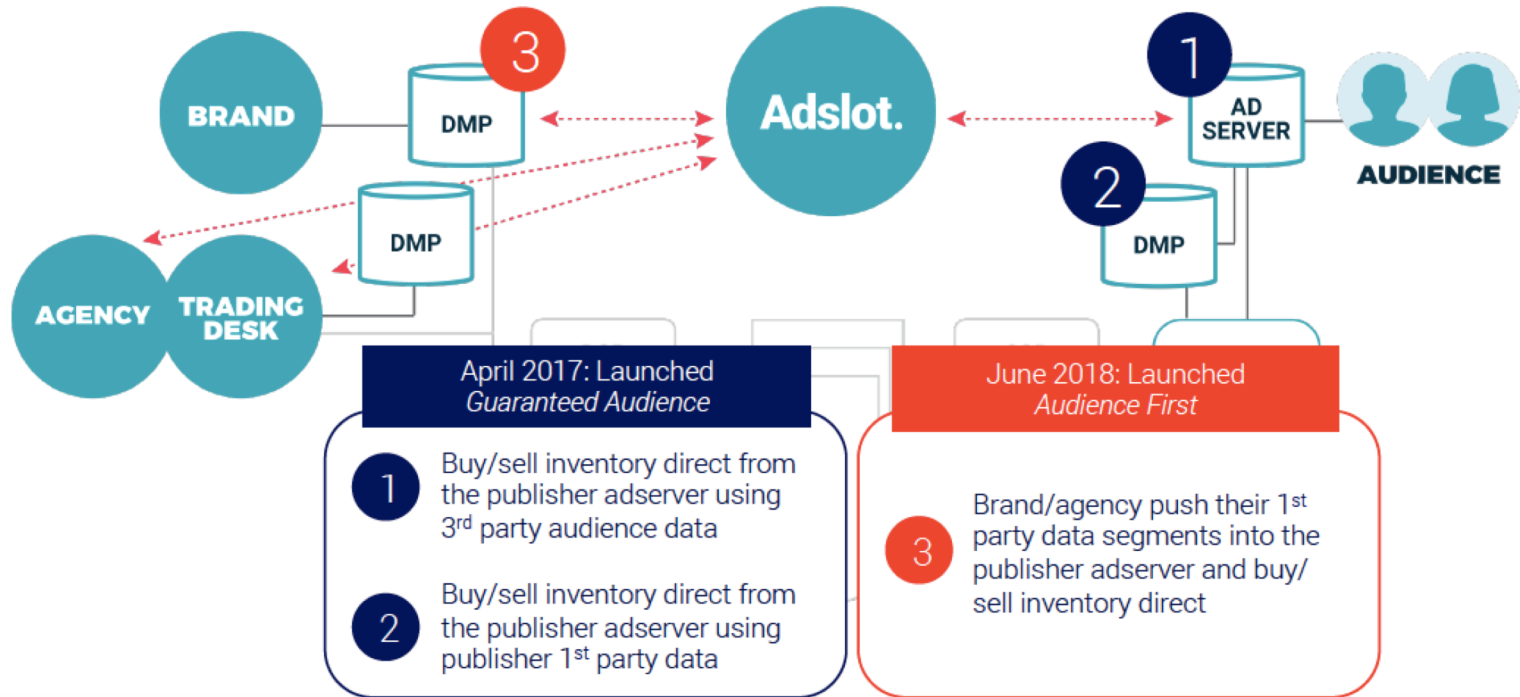 3
1
BRAND
DMP
Adslot.
AD
SERVER
2
AUDIENCE
DMP
DMP
AGENCY
TRADING
DESK
April 2017: Launched
Guaranteed Audience
1
Buy/sell inventory direct from
the publisher adserver using
3rd party audience data
2
Buy/sell inventory direct from
the publisher adserver using
publisher 1st party data
June 2018: Launched
Audience First
3
Brand/agency push their 1st
party data segments into the
publisher adserver and buy/
sell inventory direct